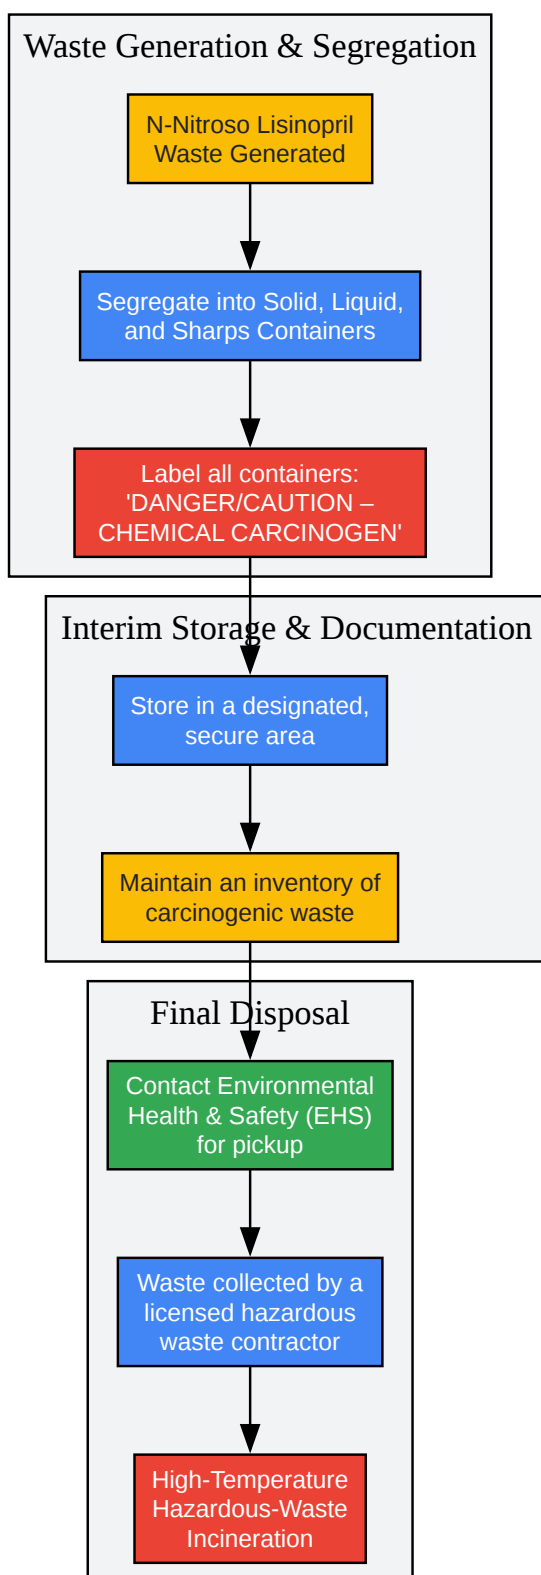 Waste Generation & Segregation
N-Nitroso Lisinopril
Waste Generated
Segregate into Solid, Liquid,
and Sharps Containers
Label all containers:
'DANGER/CAUTION –
CHEMICAL CARCINOGEN'
Interim Storage & Documentation
Store in a designated,
secure area
Maintain an inventory of
carcinogenic waste
Final Disposal
Contact Environmental
Health & Safety (EHS)
for pickup
Waste collected by a
licensed hazardous
waste contractor
High-Temperature
Hazardous-Waste
Incineration